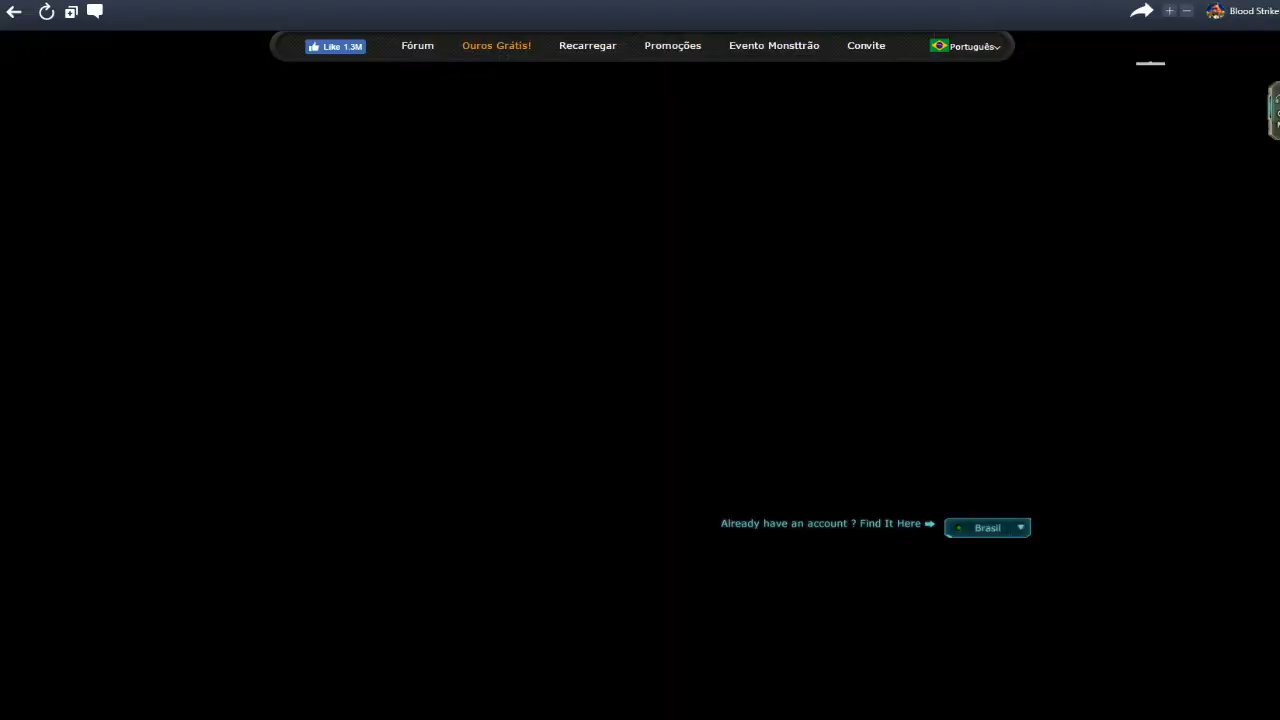 Blood Strike
Like 1.3M
Fórum
Ouros Grátis!
Recarregar
Promoções
Evento Monsttrão
Convite
Português
Already have an account ? Find It Here
Brasil